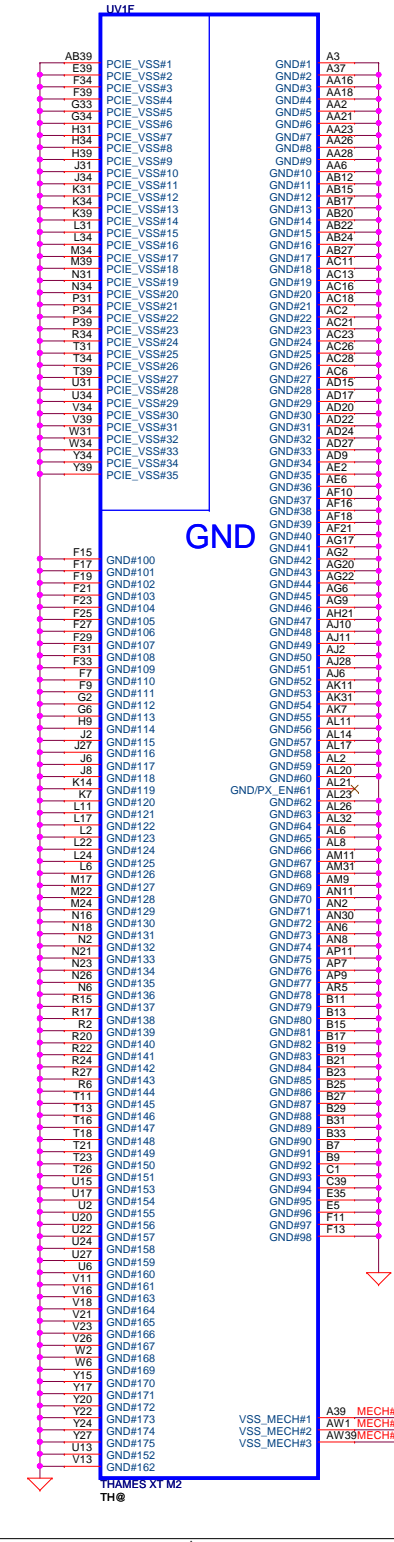 UV1F
AB39 PCIE_VSS#1
E39 PCIE_VSS#2
F34 PCIE_VSS#3
F39 PCIE_VSS#4
G33 PCIE_VSS#5
G34 PCIE_VSS#6
H31 PCIE_VSS#7
H34 PCIE_VSS#8
H39 PCIE_VSS#9
J31 PCIE_VSS#10
J34 PCIE_VSS#11
K31 PCIE_VSS#12
K34 PCIE_VSS#13
K39 PCIE_VSS#14
L31 PCIE_VSS#15
L34 PCIE_VSS#16
M34 PCIE_VSS#17
M39 PCIE_VSS#18
N31 PCIE_VSS#19
N34 PCIE_VSS#20
P31 PCIE_VSS#21
P34 PCIE_VSS#22
P39 PCIE_VSS#23
R34 PCIE_VSS#24
T31 PCIE_VSS#25
T34 PCIE_VSS#26
T39 PCIE_VSS#27
U31 PCIE_VSS#28
U34 PCIE_VSS#29
V34 PCIE_VSS#30
V39 PCIE_VSS#31
W31 PCIE_VSS#32
W34 PCIE_VSS#33
Y34 PCIE_VSS#34
Y39 PCIE_VSS#35
GND
F15 GND#100
F17 GND#101
F19 GND#102
F21 GND#103
F23 GND#104
F25 GND#105
F27 GND#106
F29 GND#107
F31 GND#108
F33 GND#109
F7 GND#110
F9 GND#111
G2 GND#112
G6 GND#113
H9 GND#114
J2 GND#115
J27 GND#116
J6 GND#117
J8 GND#118
K14 GND#119
K7 GND#120
L11 GND#121
L17 GND#122
L2 GND#123
L22 GND#124
L24 GND#125
L6 GND#126
M17 GND#127
M22 GND#128
M24 GND#129
N16 GND#130
N18 GND#131
N2 GND#132
N21 GND#133
N23 GND#134
N26 GND#135
N6 GND#136
R15 GND#137
R17 GND#138
R2 GND#139
R20 GND#140
R22 GND#141
R24 GND#142
R27 GND#143
R6 GND#144
T11 GND#145
T13 GND#146
T16 GND#147
T18 GND#148
T21 GND#149
T23 GND#150
T26 GND#151
U15 GND#153
U17 GND#154
U2 GND#155
U20 GND#156
U22 GND#157
U24 GND#158
U27 GND#159
U6 GND#160
V11 GND#161
V16 GND#163
V18 GND#164
V21 GND#165
V23 GND#166
V26 GND#167
W2 GND#168
W6 GND#169
Y15 GND#170
Y17 GND#171
Y20 GND#172
Y22 GND#173
Y24 GND#174
Y27 GND#175
U13 GND#152
V13 GND#162
GND#1 A3
GND#2 A37
GND#3 AA16
GND#4 AA18
GND#5 AA2
GND#6 AA21
GND#7 AA23
GND#8 AA26
GND#9 AA28
GND#10 AA6
GND#11 AB12
GND#12 AB15
GND#13 AB17
GND#14 AB20
GND#15 AB22
GND#16 AB24
GND#17 AB27
GND#18 AC11
GND#19 AC13
GND#20 AC16
GND#21 AC18
GND#22 AC2
GND#23 AC21
GND#24 AC23
GND#25 AC26
GND#26 AC28
GND#27 AC6
GND#28 AD15
GND#29 AD17
GND#30 AD20
GND#31 AD22
GND#32 AD24
GND#33 AD27
GND#34 AD9
GND#35 AE2
GND#36 AE6
GND#37 AF10
GND#38 AF16
GND#39 AF18
GND#40 AF21
GND#41 AG17
GND#42 AG2
GND#43 AG20
GND#44 AG22
GND#45 AG6
GND#46 AG9
GND#47 AH21
GND#48 AJ10
GND#49 AJ11
GND#50 AJ2
GND#51 AJ28
GND#52 AJ6
GND#53 AK11
GND#54 AK31
GND#55 AK7
GND#56 AL11
GND#57 AL14
GND#58 AL17
GND#59 AL2
GND#60 AL20
GND/PX_EN#61 AL21
GND#62 AL23
GND#63 AL26
GND#64 AL32
GND#65 AL6
GND#66 AL8
GND#67 AM11
GND#68 AM31
GND#69 AM9
GND#70 AN11
GND#71 AN2
GND#72 AN30
GND#73 AN6
GND#74 AN8
GND#75 AP11
GND#76 AP7
GND#77 AP9
GND#78 AR5
GND#79 B11
GND#80 B13
GND#81 B15
GND#82 B17
GND#83 B19
GND#84 B21
GND#85 B23
GND#86 B25
GND#87 B27
GND#88 B29
GND#89 B31
GND#90 B33
GND#91 B7
GND#92 B9
GND#93 C1
GND#94 C39
GND#95 E35
GND#96 E5
GND#97 F11
GND#98 F13
VSS_MECH#1 A39 MECH#
VSS_MECH#2 AW1 MECH#
VSS_MECH#3 AW39 MECH#
THAMES XT M2
TH@